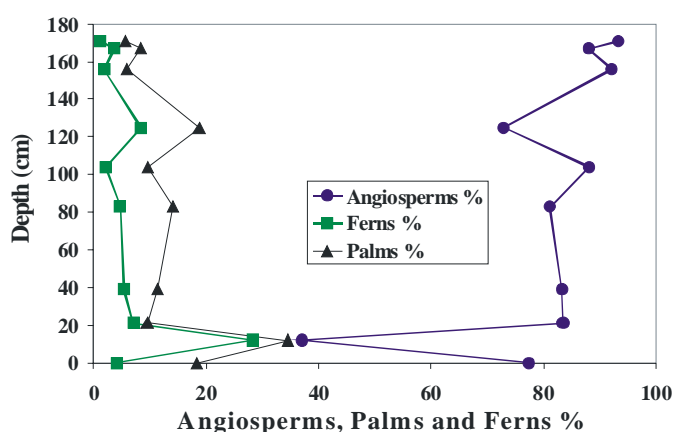 180
160
140
120
100
80
60
40
20
0
Depth (cm)
Angiosperms %
Ferns %
Palms %
0 20 40 60 80 100
Angiosperms, Palms and Ferns %